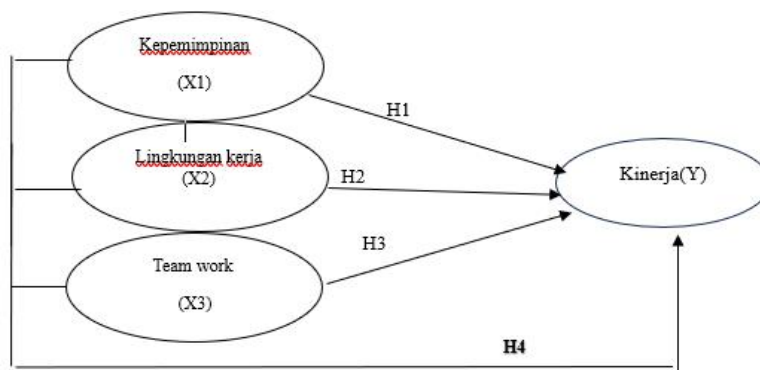 Kepemimpinan
(X1)
H1
Lingkungan kerja
(X2)
H2
Kinerja(Y)
H3
Team work
(X3)
H4